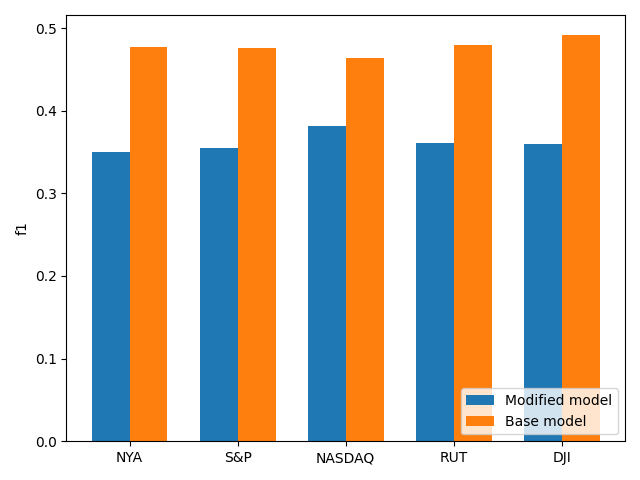 0.5
0.4
0.3
0.2
0.1
0.0
f1
NYA
S&P
NASDAQ
RUT
DJI
Modified model
Base model